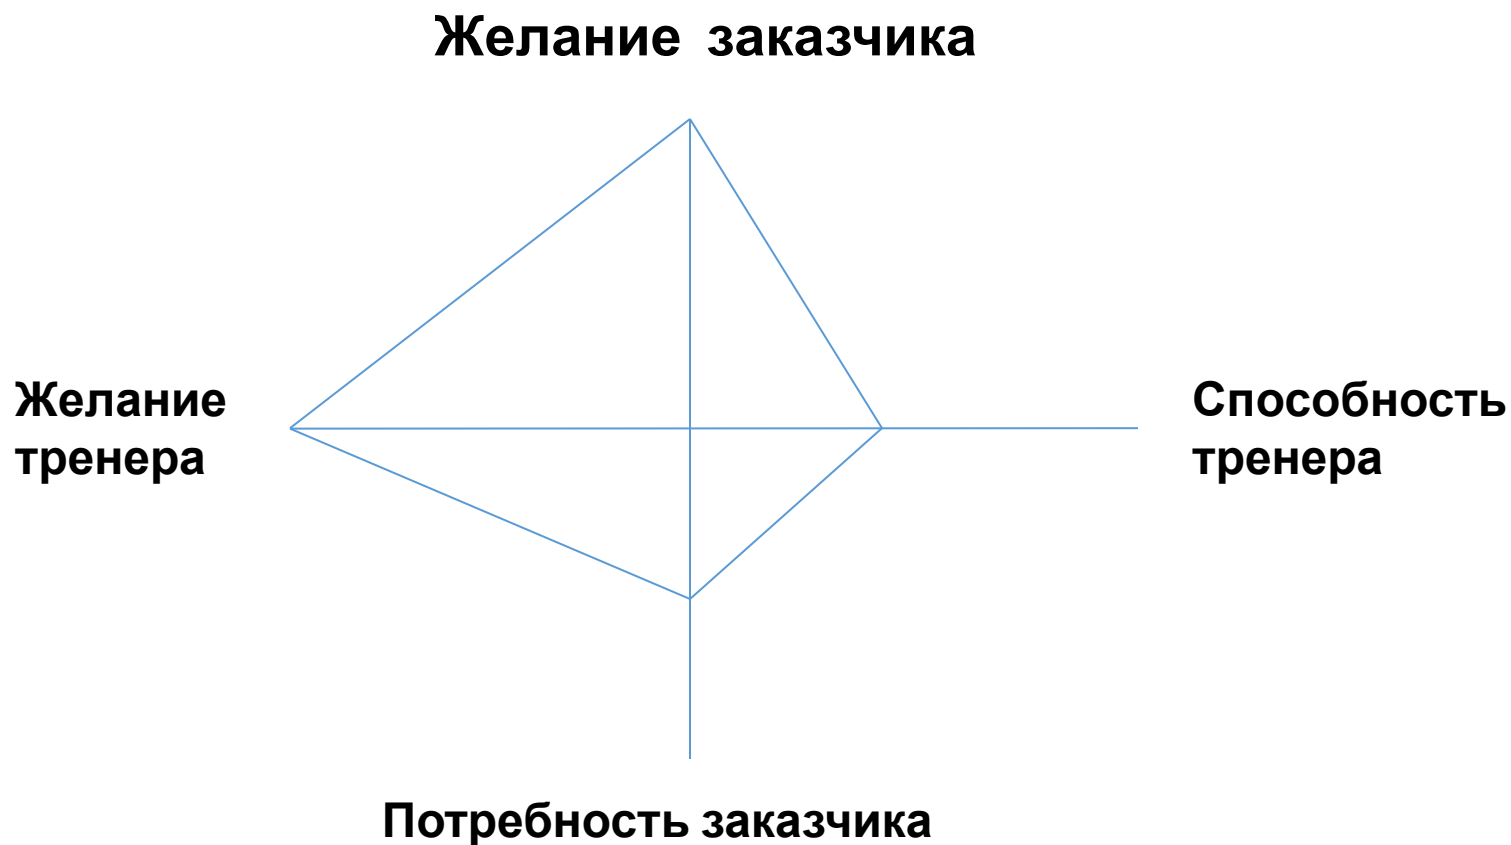 Желание заказчика
Желание
тренера
Способность
тренера
Потребность заказчика